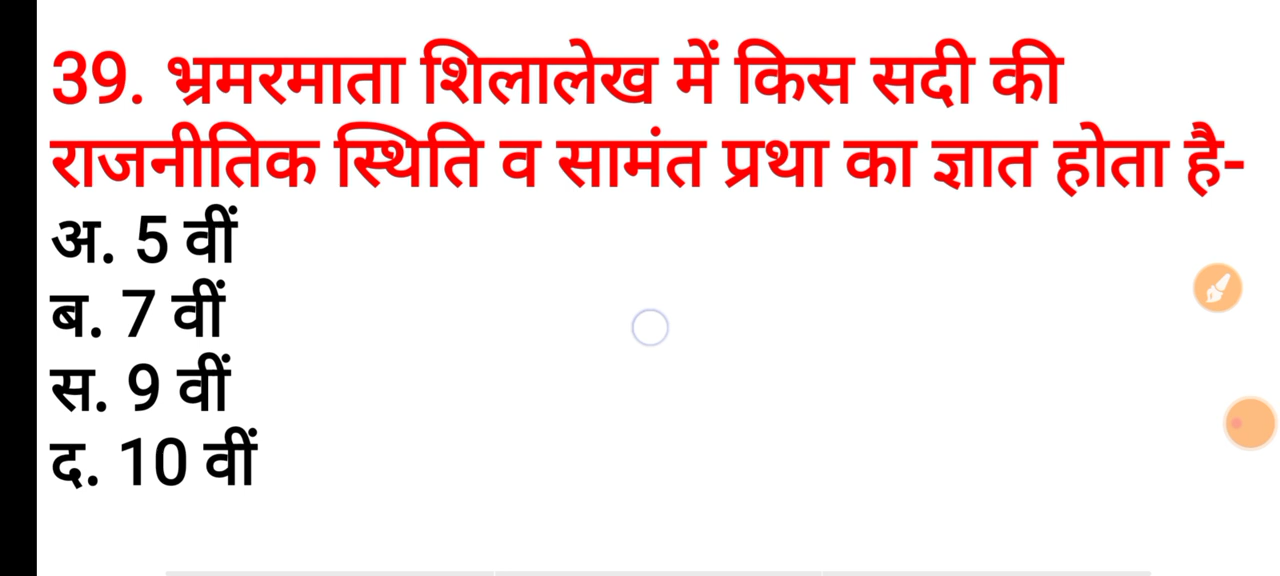 39. भ्रमरमाता शिलालेख में किस सदी की
राजनीतिक स्थिति व सामंत प्रथा का ज्ञात होता है-
अ. 5 वीं
ब. 7 वीं
स. 9 वीं
द. 10 वीं